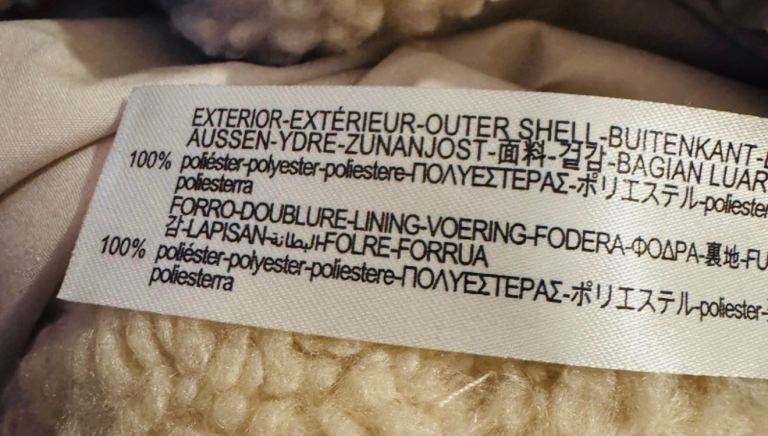 EXTERIOR-EXTÉRIEUR-OUTER SHELL-BUITENKANT-
AUSSEN-YDRE-ZUNANJOST-面料-겉감-BAGIAN LUAR
100% poliéster-polyester-poliestere-ΠΟΛΥΕΣΤΕΡΑΣ-ポリエステル-poliester
poliesterra
FORRO-DOUBLURE-LINING-VOERING-FODERA-ΦΟΔΡΑ-裏地-FU
감-LAPISAN-البطانة-FOLRE-FORRUA
100% poliéster-polyester-poliestere-ΠΟΛΥΕΣΤΕΡΑΣ-ポリエステル-poliester-
poliesterra